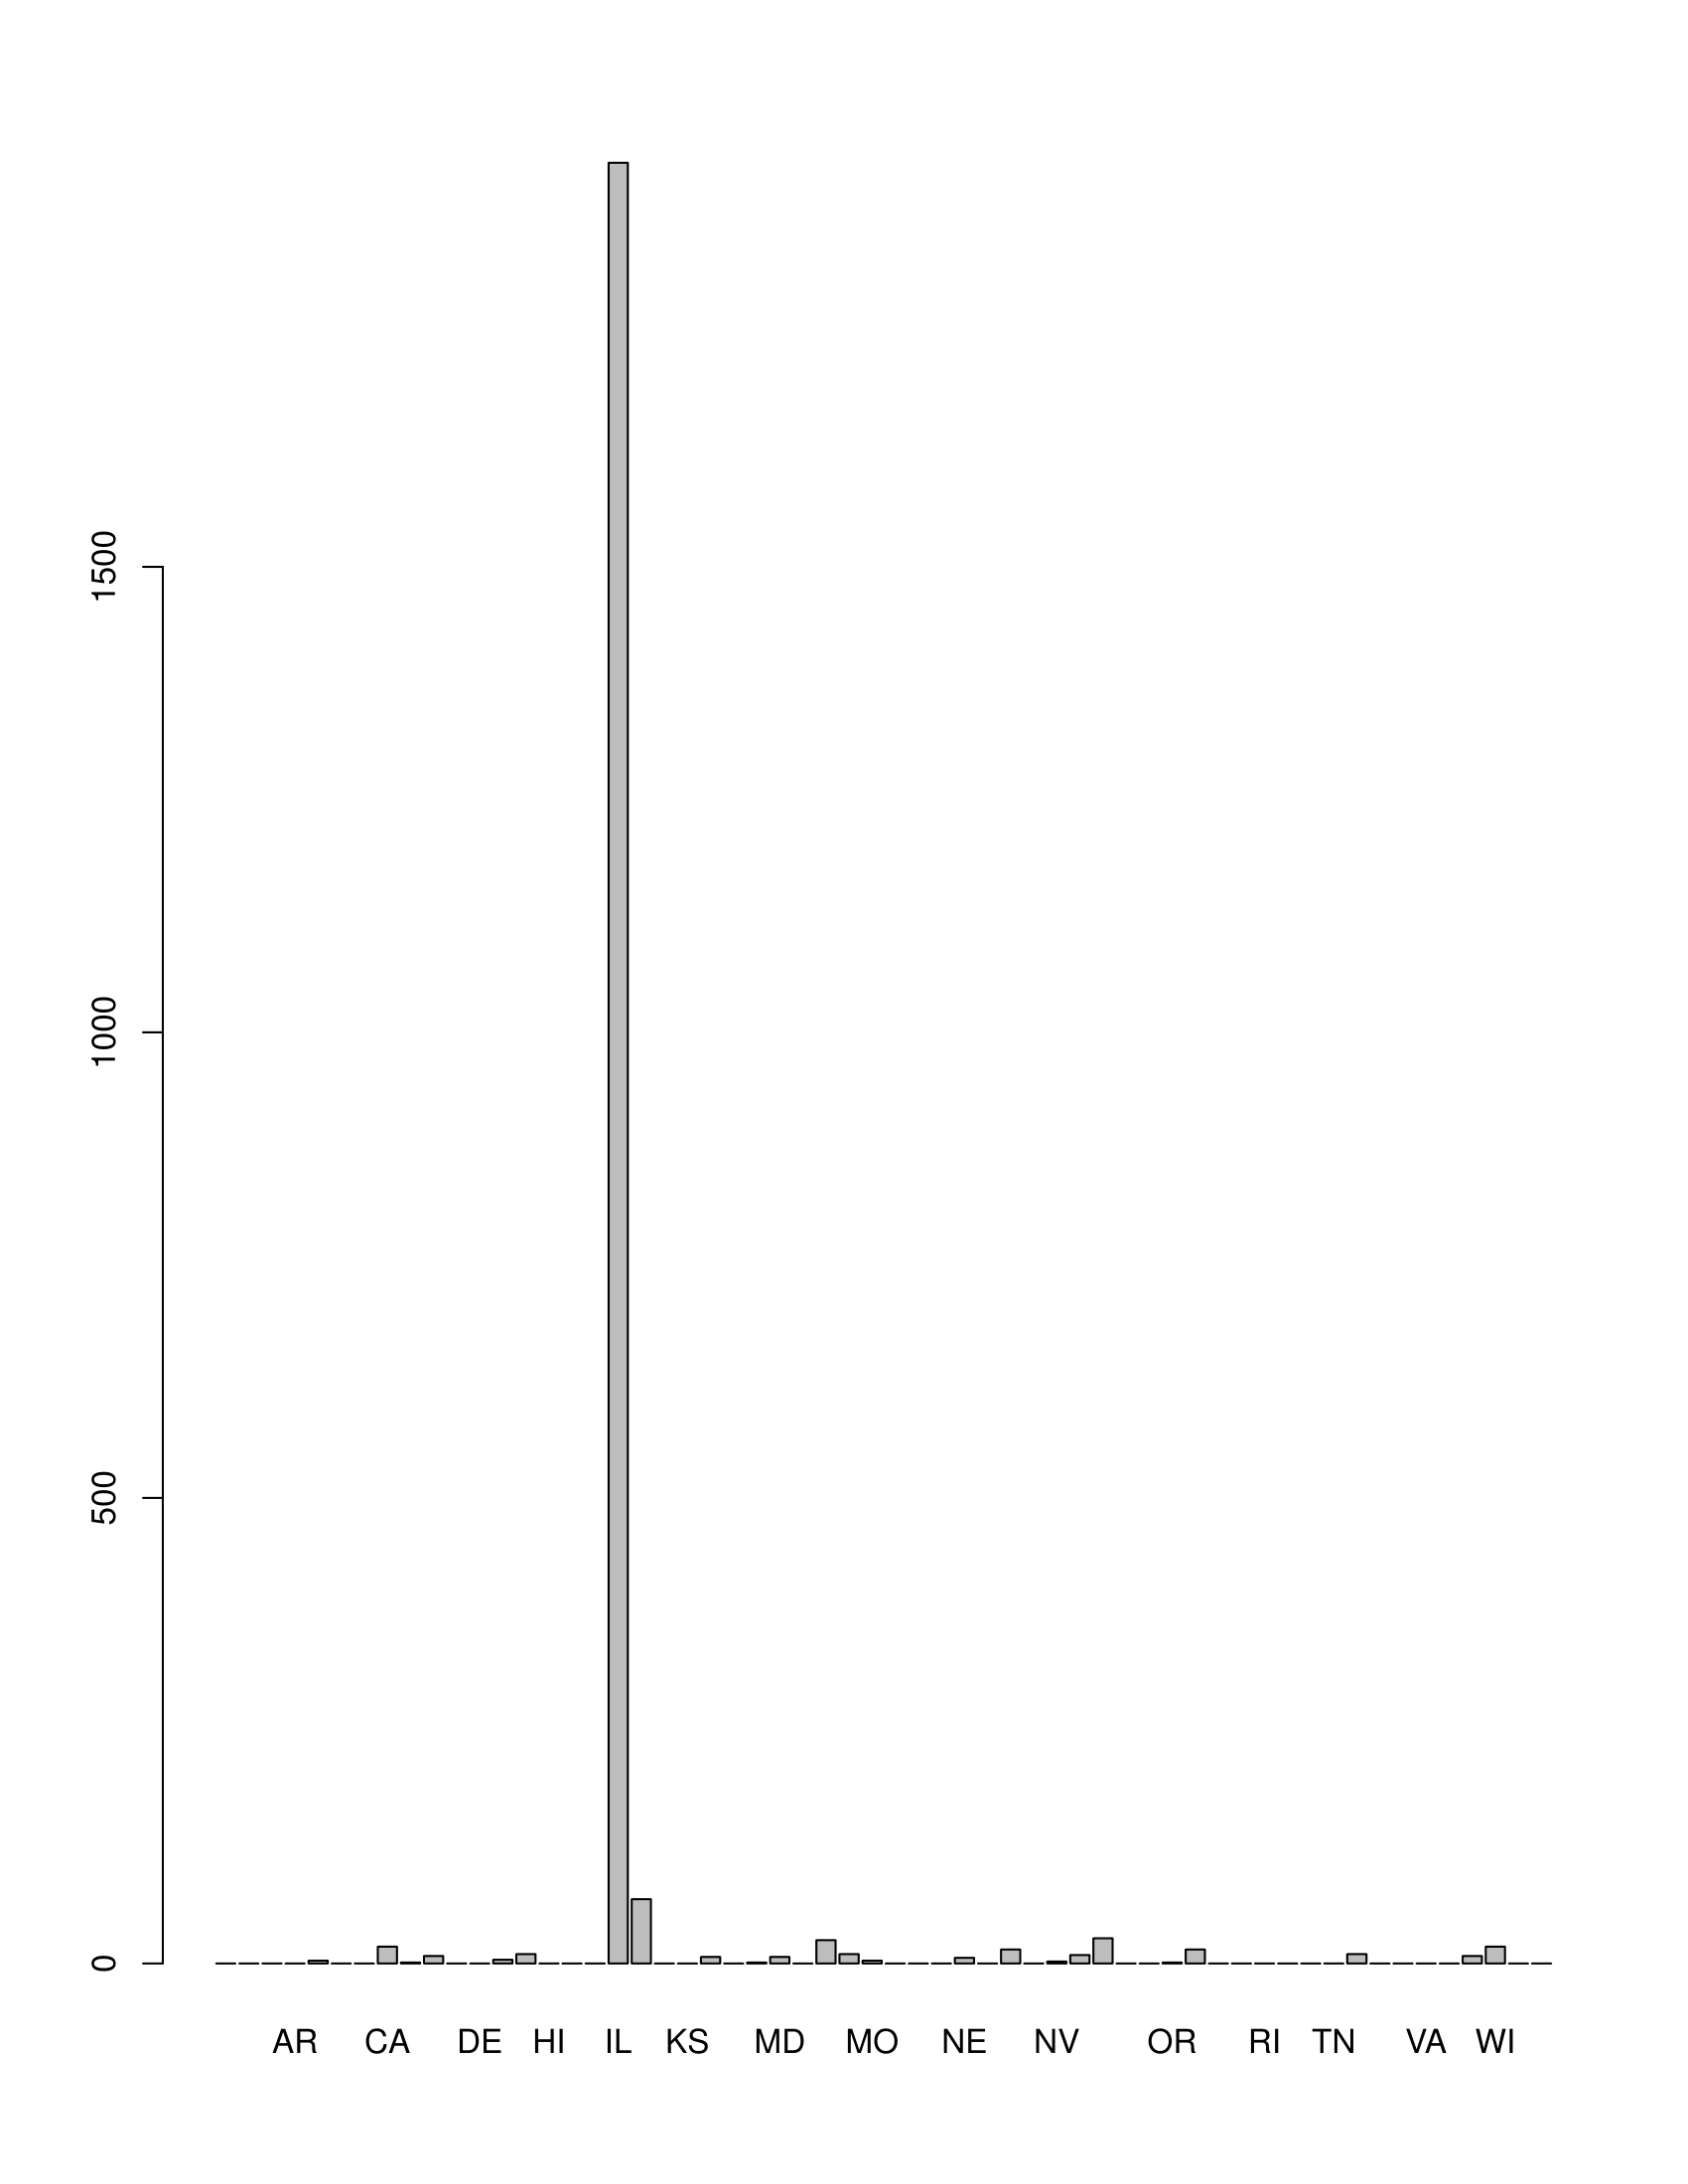 1500
1000
500
0
AR CA DE HI IL KS MD MO NE NV OR RI TN VA WI